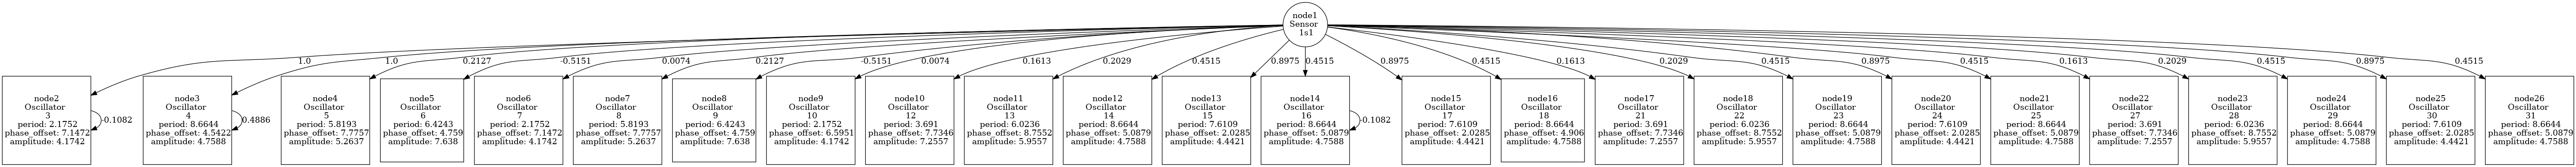 node1
Sensor
1s1
1.0
1.0
0.2127
-0.5151
0.0074
0.2127
-0.5151
0.0074
0.1613
0.2029
0.4515
0.8975
0.4515
0.8975
0.4515
0.1613
0.2029
0.4515
0.8975
0.4515
0.1613
0.2029
0.4515
0.8975
0.4515
node2
Oscillator
3
period: 2.1752
phase_offset: 7.1472
amplitude: 4.1742
-0.1082
node3
Oscillator
4
period: 8.6644
phase_offset: 4.5422
amplitude: 4.7588
0.4886
node4
Oscillator
5
period: 5.8193
phase_offset: 7.7757
amplitude: 5.2637
node5
Oscillator
6
period: 6.4243
phase_offset: 4.759
amplitude: 7.638
node6
Oscillator
7
period: 2.1752
phase_offset: 7.1472
amplitude: 4.1742
node7
Oscillator
8
period: 5.8193
phase_offset: 7.7757
amplitude: 5.2637
node8
Oscillator
9
period: 6.4243
phase_offset: 4.759
amplitude: 7.638
node9
Oscillator
10
period: 2.1752
phase_offset: 6.5951
amplitude: 4.1742
node10
Oscillator
12
period: 3.691
phase_offset: 7.7346
amplitude: 7.2557
node11
Oscillator
13
period: 6.0236
phase_offset: 8.7552
amplitude: 5.9557
node12
Oscillator
14
period: 8.6644
phase_offset: 5.0879
amplitude: 4.7588
node13
Oscillator
15
period: 7.6109
phase_offset: 2.0285
amplitude: 4.4421
node14
Oscillator
16
period: 8.6644
phase_offset: 5.0879
amplitude: 4.7588
-0.1082
node15
Oscillator
17
period: 7.6109
phase_offset: 2.0285
amplitude: 4.4421
node16
Oscillator
18
period: 8.6644
phase_offset: 4.906
amplitude: 4.7588
node17
Oscillator
21
period: 3.691
phase_offset: 7.7346
amplitude: 7.2557
node18
Oscillator
22
period: 6.0236
phase_offset: 8.7552
amplitude: 5.9557
node19
Oscillator
23
period: 8.6644
phase_offset: 5.0879
amplitude: 4.7588
node20
Oscillator
24
period: 7.6109
phase_offset: 2.0285
amplitude: 4.4421
node21
Oscillator
25
period: 8.6644
phase_offset: 5.0879
amplitude: 4.7588
node22
Oscillator
27
period: 3.691
phase_offset: 7.7346
amplitude: 7.2557
node23
Oscillator
28
period: 6.0236
phase_offset: 8.7552
amplitude: 5.9557
node24
Oscillator
29
period: 8.6644
phase_offset: 5.0879
amplitude: 4.7588
node25
Oscillator
30
period: 7.6109
phase_offset: 2.0285
amplitude: 4.4421
node26
Oscillator
31
period: 8.6644
phase_offset: 5.0879
amplitude: 4.7588